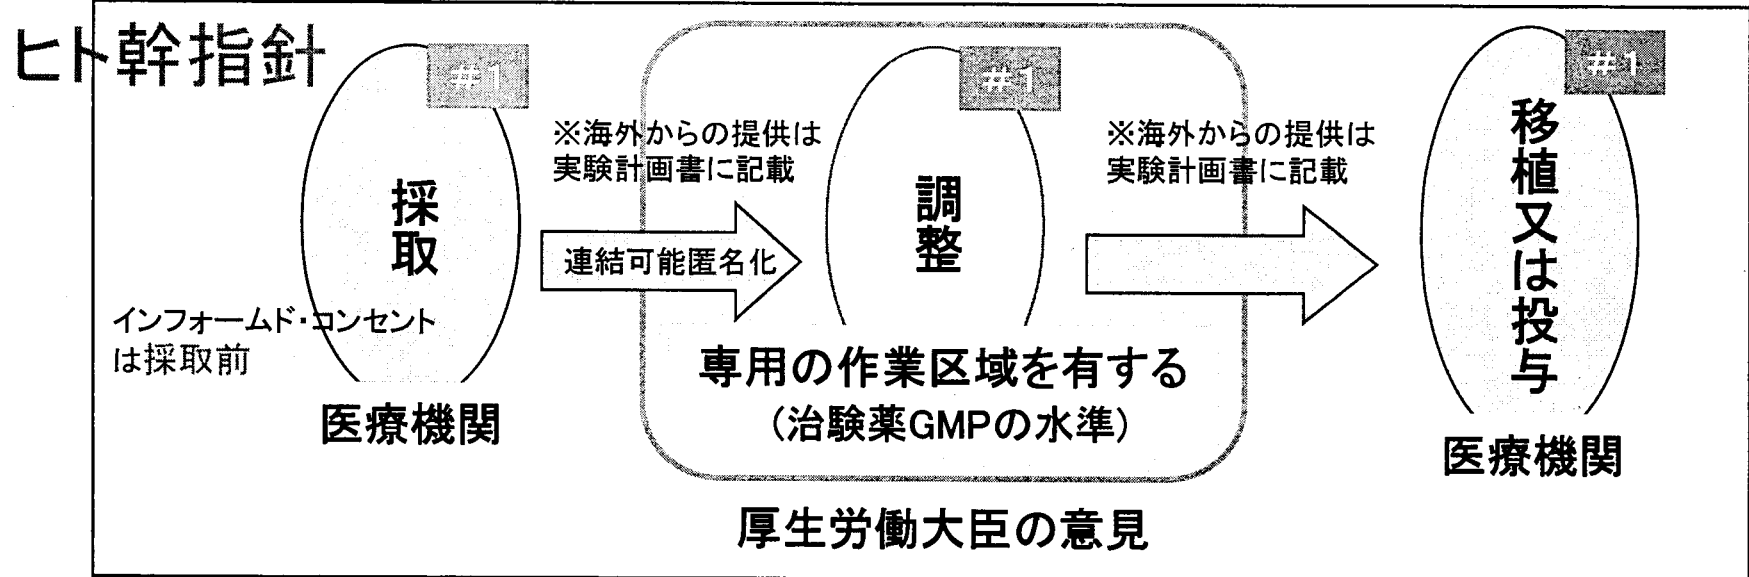 ヒト幹指針
#1
採取
インフォームド・コンセント
は採取前
医療機関
※海外からの提供は
実験計画書に記載
連結可能匿名化
#1
調整
専用の作業区域を有する
(治験薬GMPの水準)
※海外からの提供は
実験計画書に記載
#1
移植又は投与
医療機関
厚生労働大臣の意見